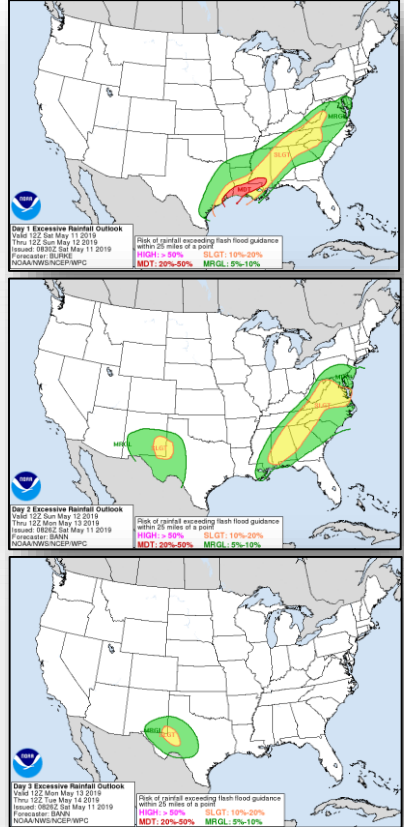 MRGL
SLGT
MDT
NOAA
Day 1 Excessive Rainfall Outlook
Valid 12Z Sat May 11 2019
Thru 12Z Sun May 12 2019
Issued: 0830Z Sat May 11 2019
Forecaster: BURKE
NOAA/NWS/NCEP/WPC
Risk of rainfall exceeding flash flood guidance
within 25 miles of a point
HIGH: > 50% SLGT: 10%-20%
MDT: 20%-50% MRGL: 5%-10%
MRGL
SLGT
MRGL
SLGT
NOAA
Day 2 Excessive Rainfall Outlook
Valid 12Z Sun May 12 2019
Thru 12Z Mon May 13 2019
Issued: 0826Z Sat May 11 2019
Forecaster: BANN
NOAA/NWS/NCEP/WPC
Risk of rainfall exceeding flash flood guidance
within 25 miles of a point
HIGH: > 50% SLGT: 10%-20%
MDT: 20%-50% MRGL: 5%-10%
MRGL
SLGT
NOAA
Day 3 Excessive Rainfall Outlook
Valid 12Z Mon May 13 2019
Thru 12Z Tue May 14 2019
Issued: 0826Z Sat May 11 2019
Forecaster: BANN
NOAA/NWS/NCEP/WPC
Risk of rainfall exceeding flash flood guidance
within 25 miles of a point
HIGH: > 50% SLGT: 10%-20%
MDT: 20%-50% MRGL: 5%-10%